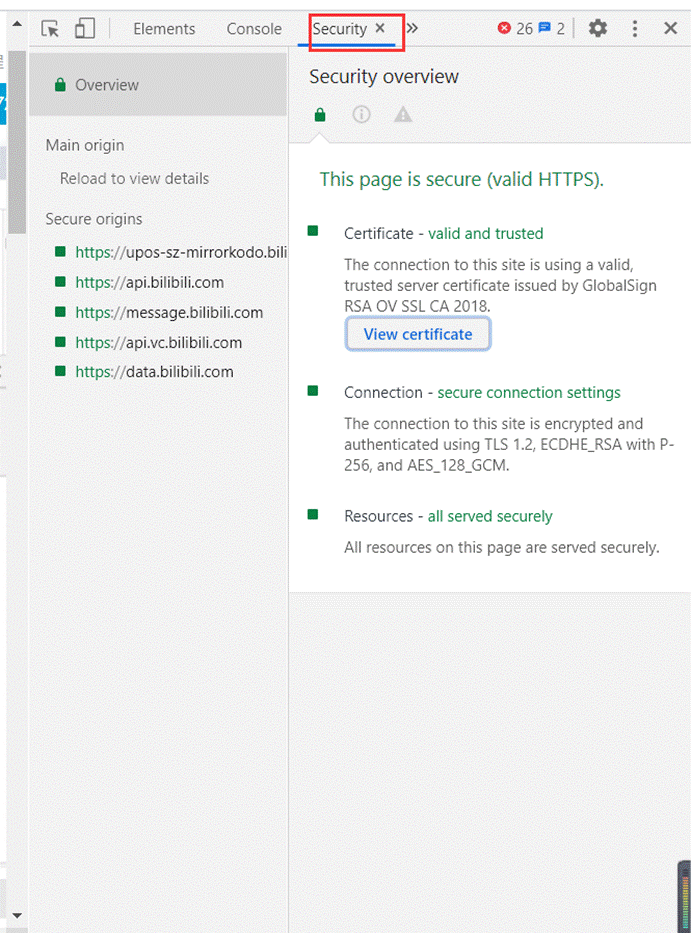 Elements Console Security × » 26 2
Overview
Main origin
Reload to view details
Secure origins
https://upos-sz-mirrorkodo.bili
https://api.bilibili.com
https://message.bilibili.com
https://api.vc.bilibili.com
https://data.bilibili.com
Security overview
This page is secure (valid HTTPS).
Certificate - valid and trusted
The connection to this site is using a valid,
trusted server certificate issued by GlobalSign
RSA OV SSL CA 2018.
View certificate
Connection - secure connection settings
The connection to this site is encrypted and
authenticated using TLS 1.2, ECDHE_RSA with P-
256, and AES_128_GCM.
Resources - all served securely
All resources on this page are served securely.